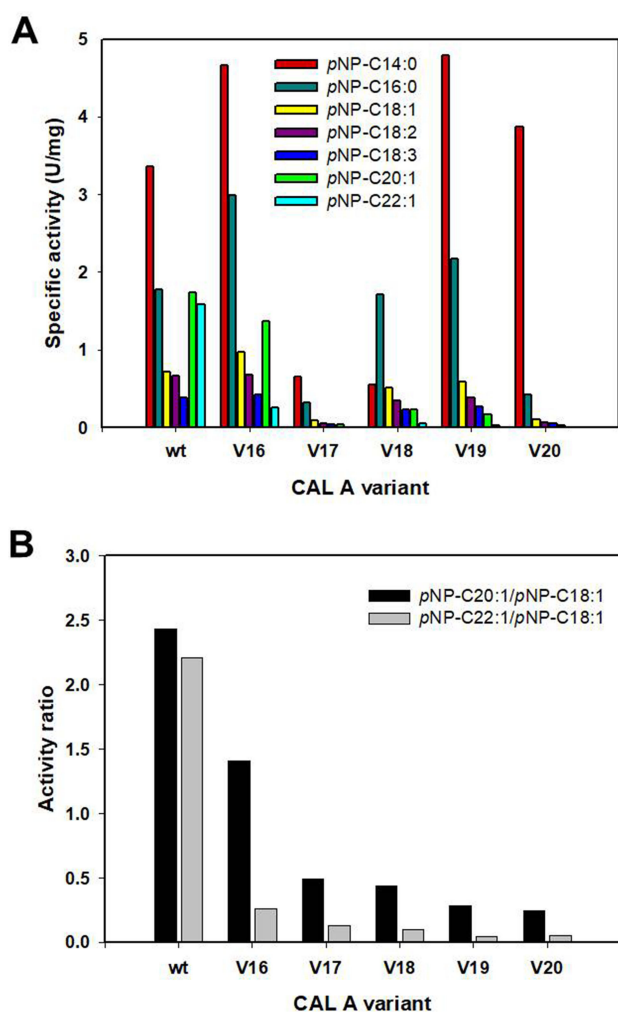 A
Specific activity (U/mg)
5
4
3
2
1
0
pNP-C14:0
pNP-C16:0
pNP-C18:1
pNP-C18:2
pNP-C18:3
pNP-C20:1
pNP-C22:1
wt V16 V17 V18 V19 V20
CAL A variant
B
Activity ratio
3.0
2.5
2.0
1.5
1.0
0.5
0.0
pNP-C20:1/pNP-C18:1
pNP-C22:1/pNP-C18:1
wt V16 V17 V18 V19 V20
CAL A variant